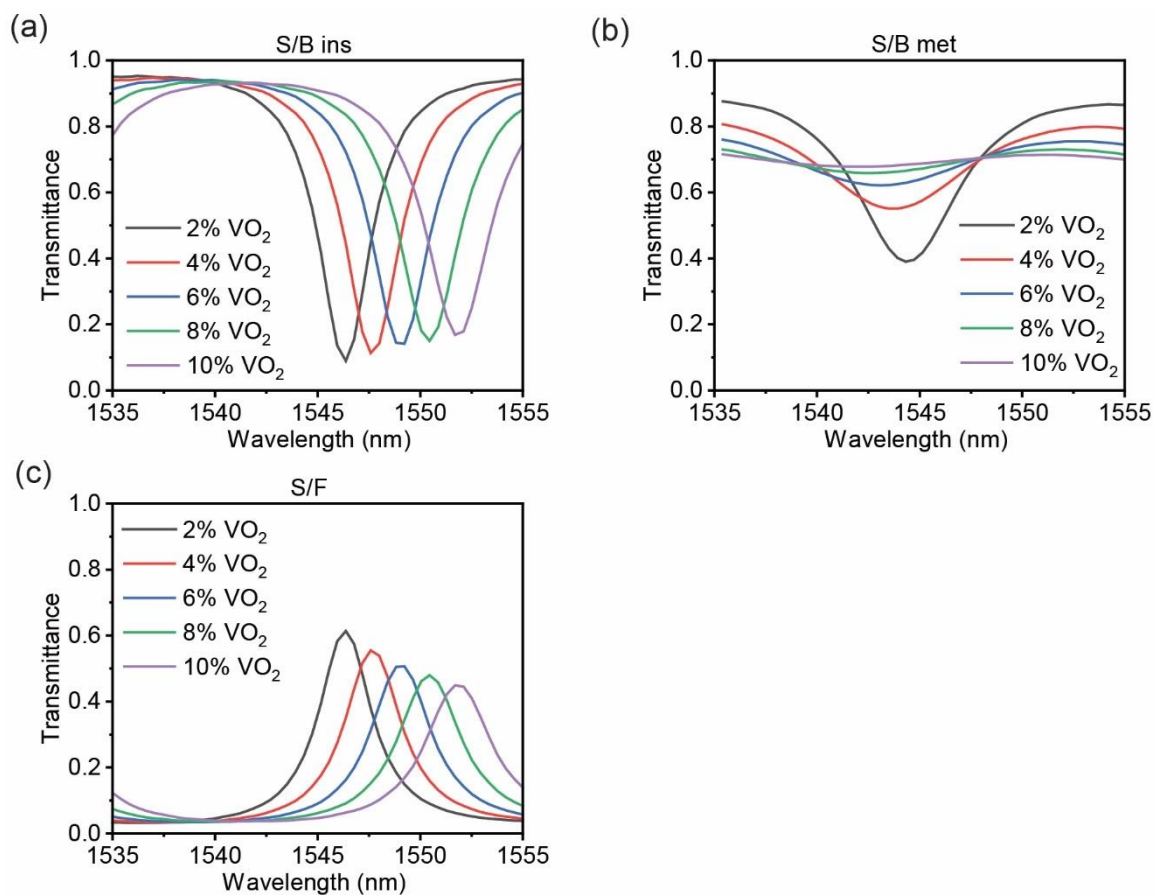 (a)
S/B ins
1.0
0.8
0.6
0.4
0.2
0.0
Transmittance
2% VO₂
4% VO₂
6% VO₂
8% VO₂
10% VO₂
1535 1540 1545 1550 1555
Wavelength (nm)
(b)
S/B met
1.0
0.8
0.6
0.4
0.2
0.0
Transmittance
2% VO₂
4% VO₂
6% VO₂
8% VO₂
10% VO₂
1535 1540 1545 1550 1555
Wavelength (nm)
(c)
S/F
1.0
0.8
0.6
0.4
0.2
0.0
Transmittance
2% VO₂
4% VO₂
6% VO₂
8% VO₂
10% VO₂
1535 1540 1545 1550 1555
Wavelength (nm)